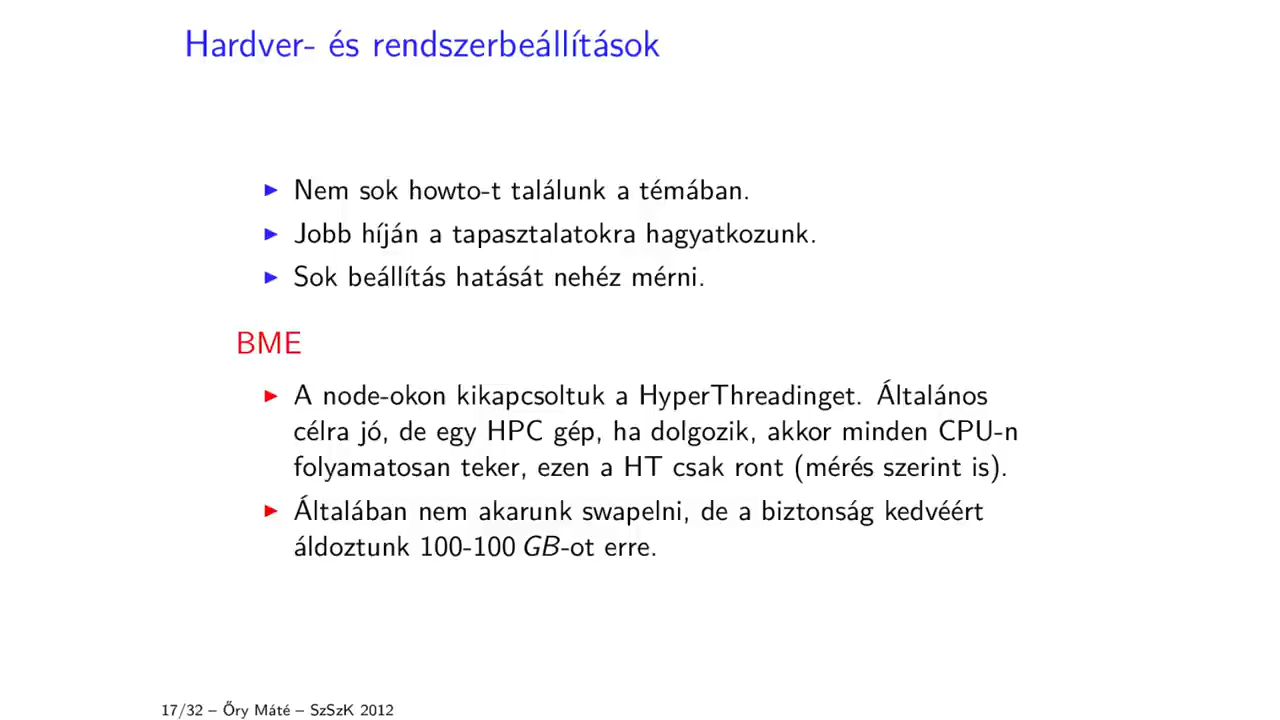 Hardver- és rendszerbeállítások
▶ Nem sok howto-t találunk a témában.
▶ Jobb híján a tapasztalatokra hagyatkozunk.
▶ Sok beállítás hatását nehéz mérni.
BME
▶ A node-okon kikapcsoltuk a HyperThreadinget. Általános
célra jó, de egy HPC gép, ha dolgozik, akkor minden CPU-n
folyamatosan teker, ezen a HT csak ront (mérés szerint is).
▶ Általában nem akarunk swapelni, de a biztonság kedvéért
áldoztunk 100-100 GB-ot erre.
17/32 – Őry Máté – SzSzK 2012